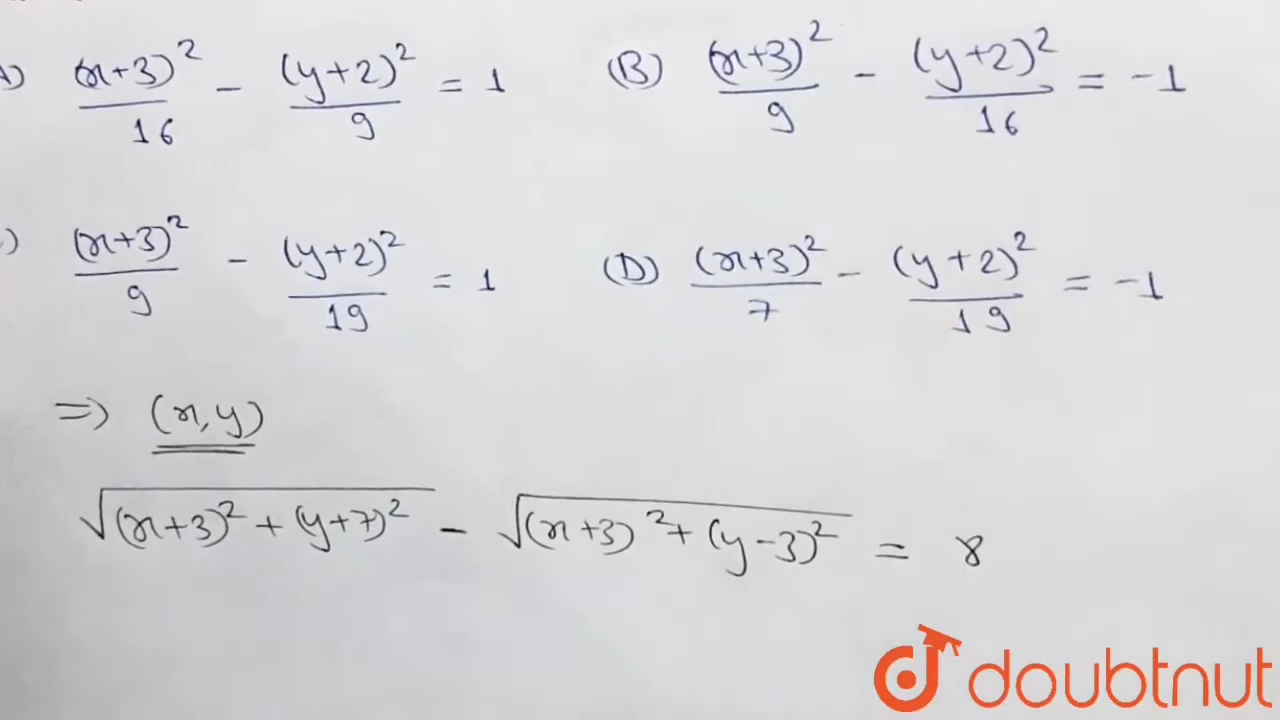 A) (x+3)²/16 - (y+2)²/9 = 1 (B) (x+3)²/9 - (y+2)²/16 = -1
) (x+3)²/9 - (y+2)²/19 = 1 (D) (x+3)²/7 - (y+2)²/19 = -1
=> (x,y)
√((x+3)² + (y+7)²) - √((x+3)² + (y-3)²) = 8
doubtnut